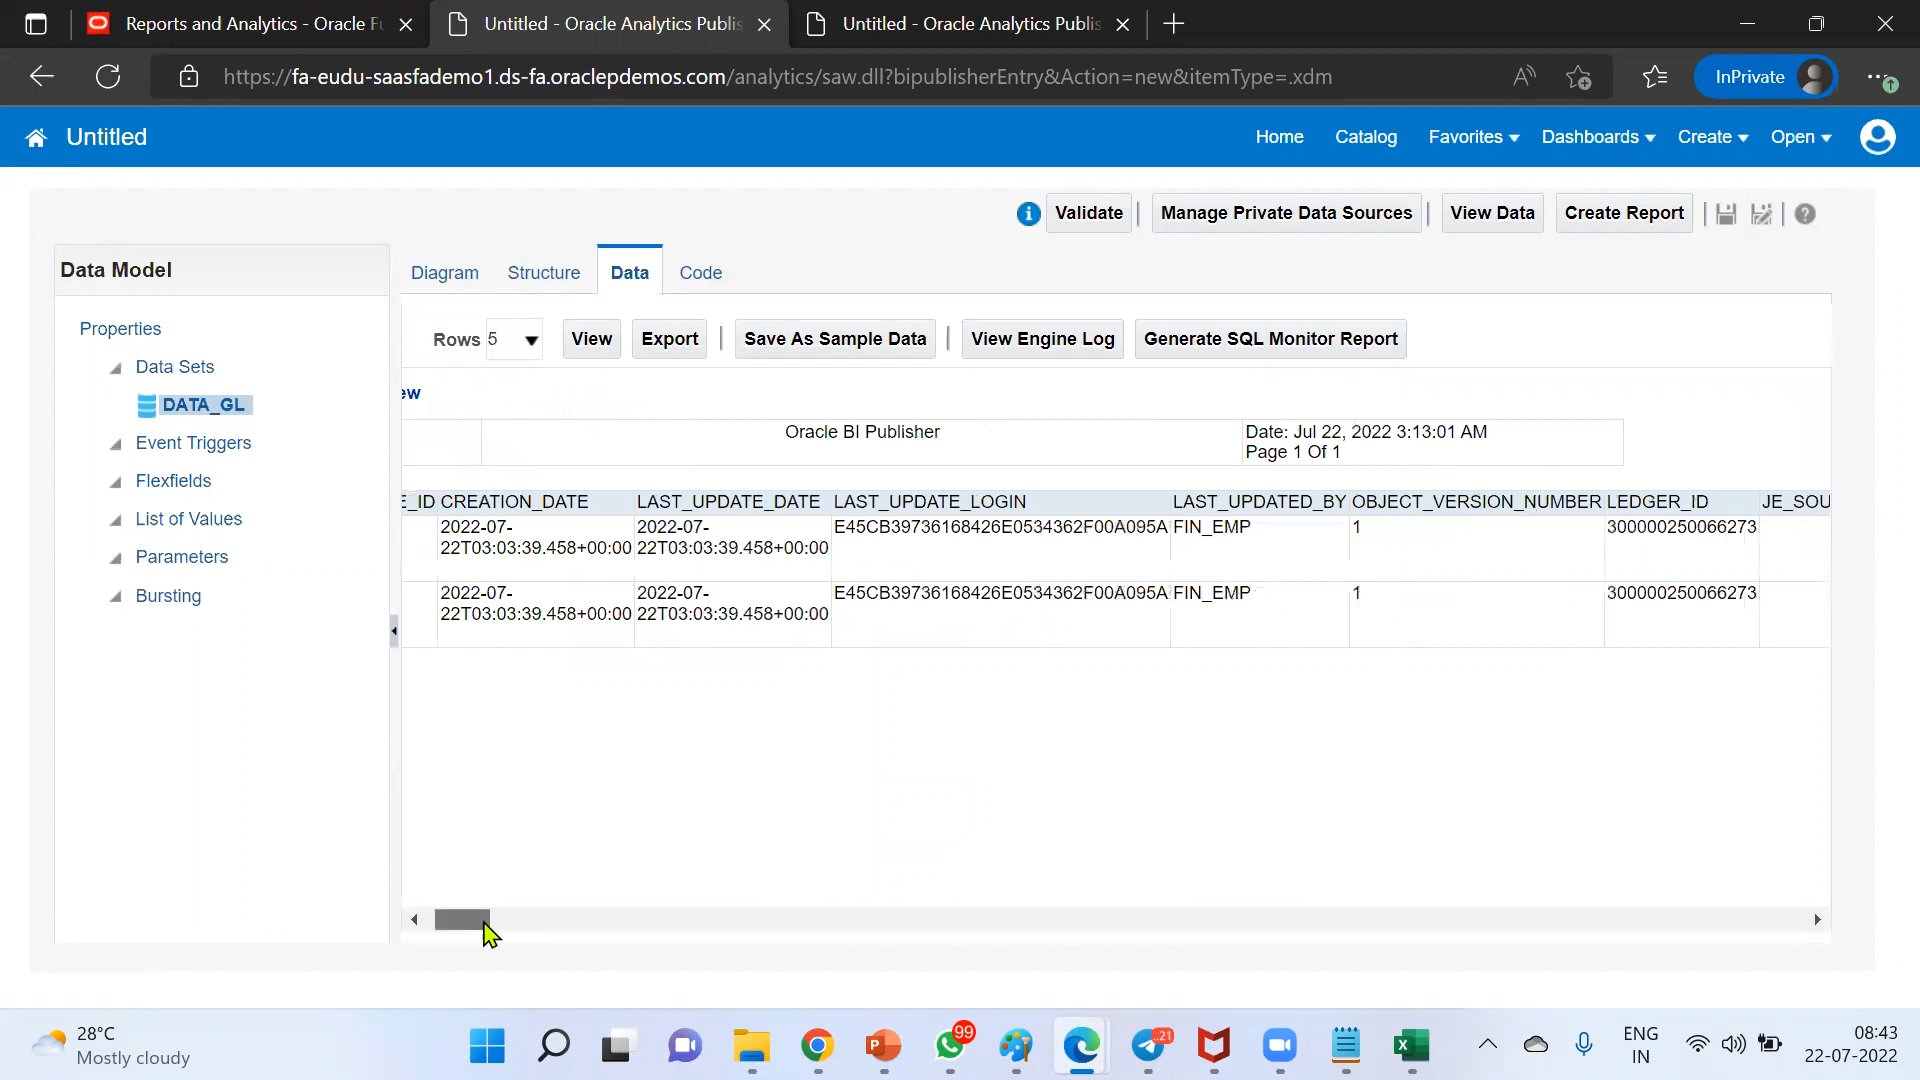 Reports and Analytics - Oracle Fu
Untitled - Oracle Analytics Publis
Untitled - Oracle Analytics Publis
https://fa-eudu-saasfademo1.ds-fa.oraclepdemos.com/analytics/saw.dll?bipublisherEntry&Action=new&itemType=.xdm
InPrivate
Untitled
Home Catalog Favorites Dashboards Create Open
Validate Manage Private Data Sources View Data Create Report
Data Model
Diagram Structure Data Code
Properties
Data Sets
DATA_GL
Event Triggers
Flexfields
List of Values
Parameters
Bursting
Rows 5 View Export Save As Sample Data View Engine Log Generate SQL Monitor Report
ew
Oracle BI Publisher
Date: Jul 22, 2022 3:13:01 AM
Page 1 Of 1
E_ID CREATION_DATE LAST_UPDATE_DATE LAST_UPDATE_LOGIN LAST_UPDATED_BY OBJECT_VERSION_NUMBER LEDGER_ID JE_SOU
2022-07- 2022-07- E45CB39736168426E0534362F00A095A FIN_EMP 1 300000250066273
22T03:03:39.458+00:00 22T03:03:39.458+00:00
2022-07- 2022-07- E45CB39736168426E0534362F00A095A FIN_EMP 1 300000250066273
22T03:03:39.458+00:00 22T03:03:39.458+00:00
28°C
Mostly cloudy
99
21
ENG
IN
08:43
22-07-2022